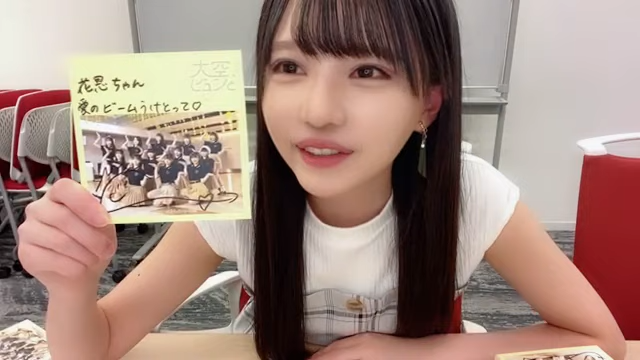 花恩ちゃん
愛のビームうけとって♡
大空、
ビュンと